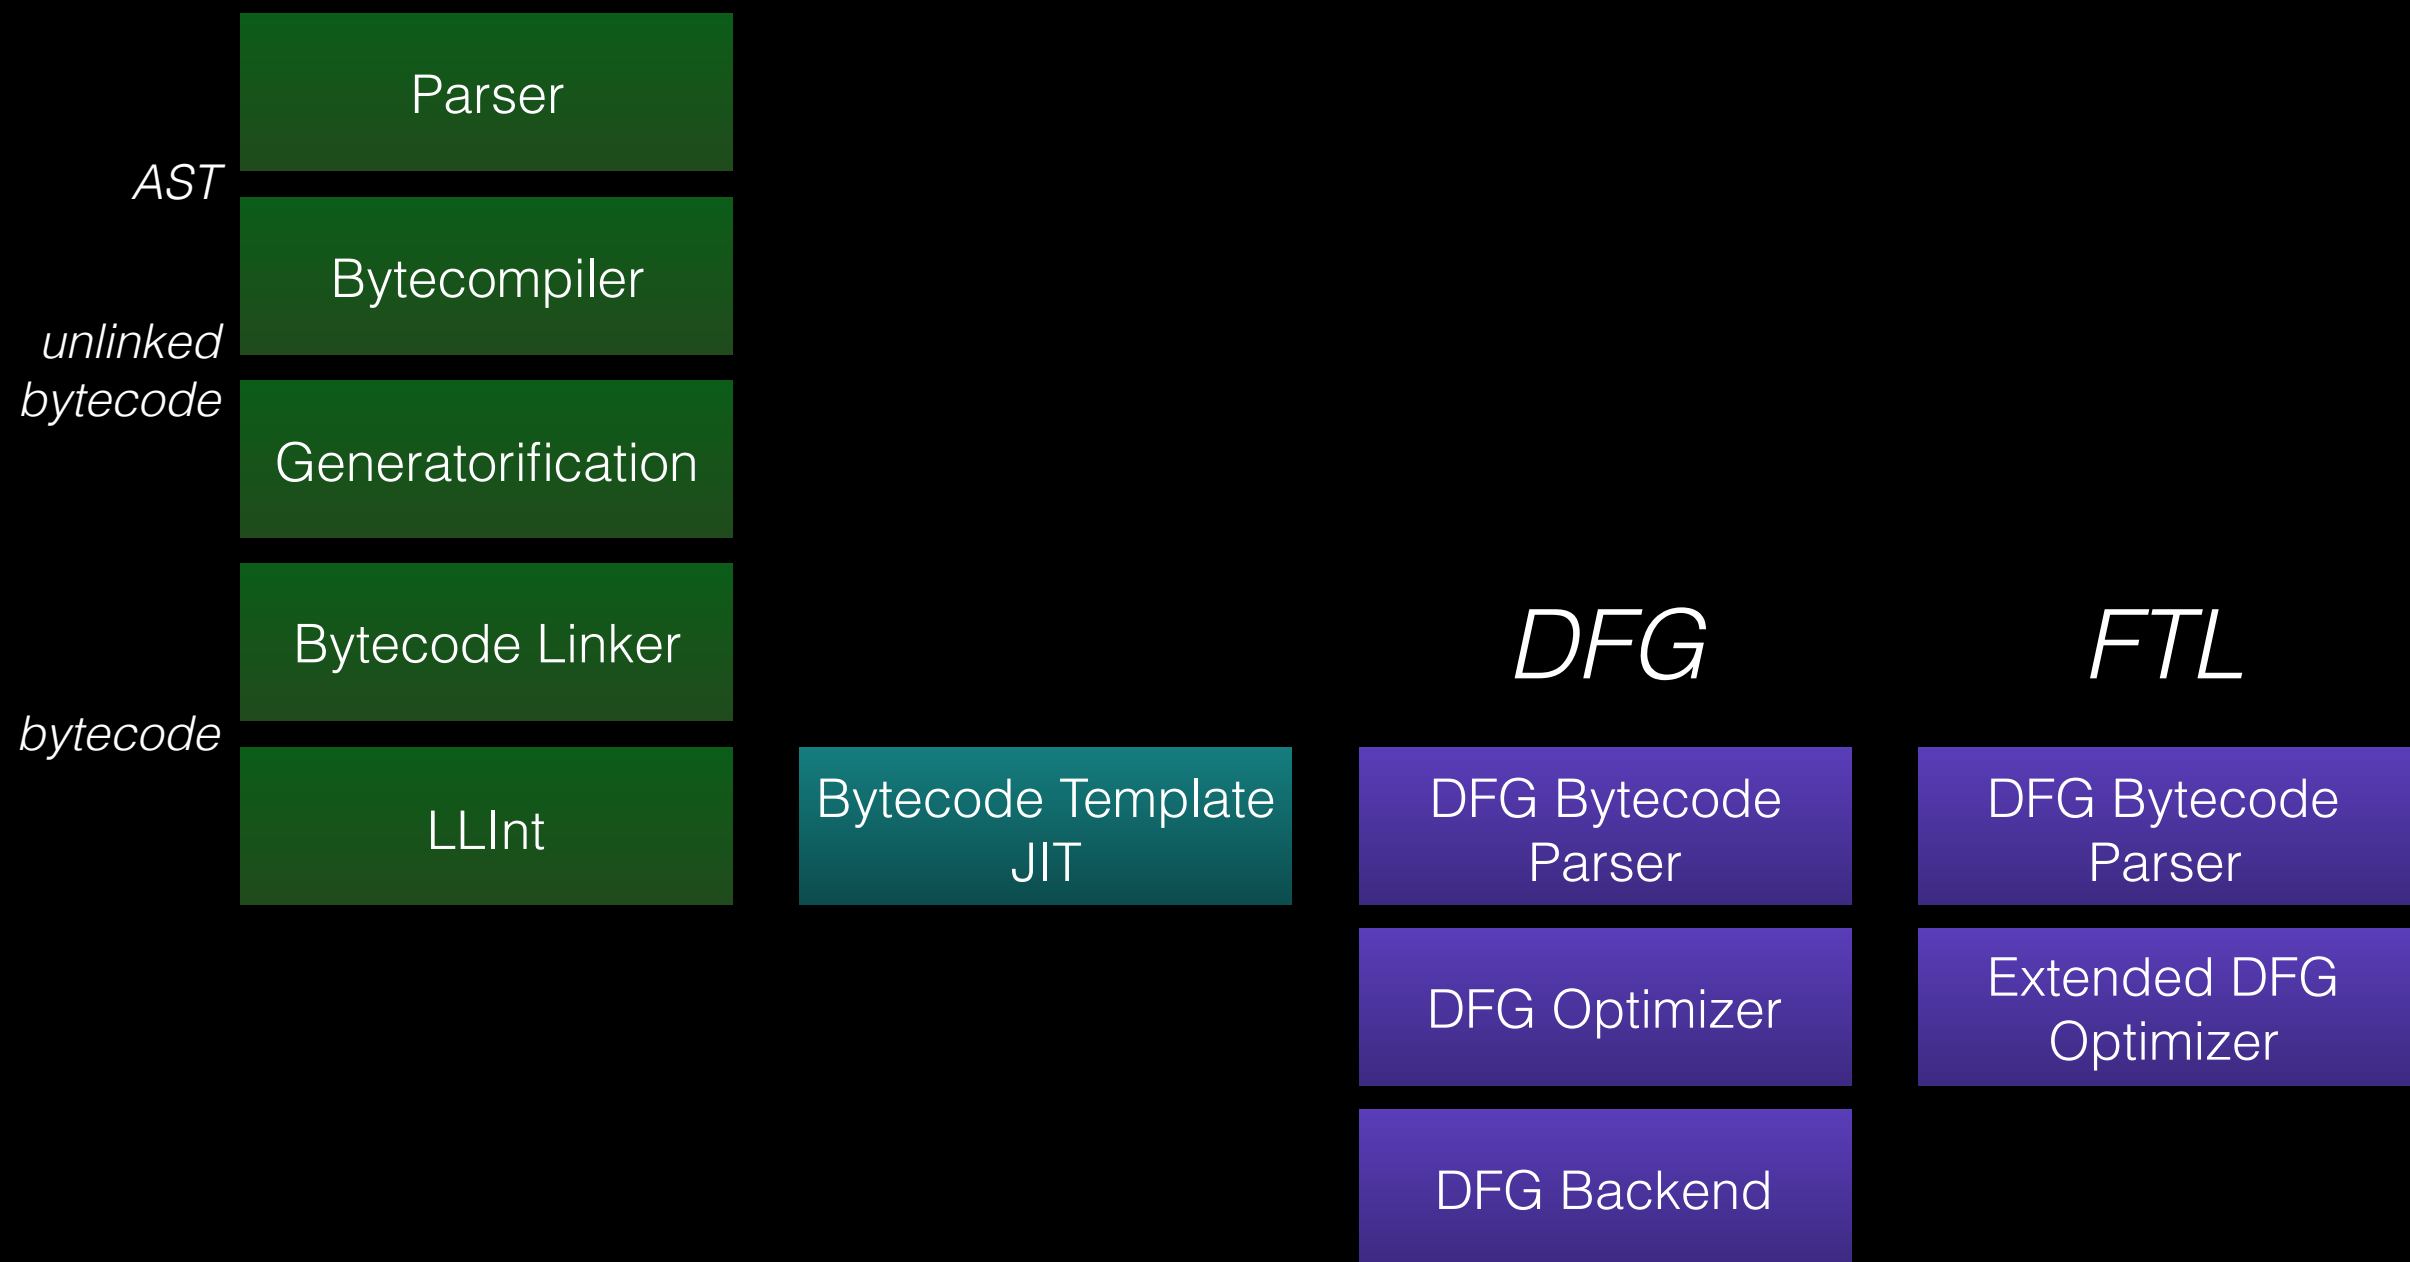 Parser
AST
Bytecompiler
unlinked
bytecode
Generatorification
Bytecode Linker
bytecode
LLInt
Bytecode Template
JIT
DFG
DFG Bytecode
Parser
DFG Optimizer
DFG Backend
FTL
DFG Bytecode
Parser
Extended DFG
Optimizer